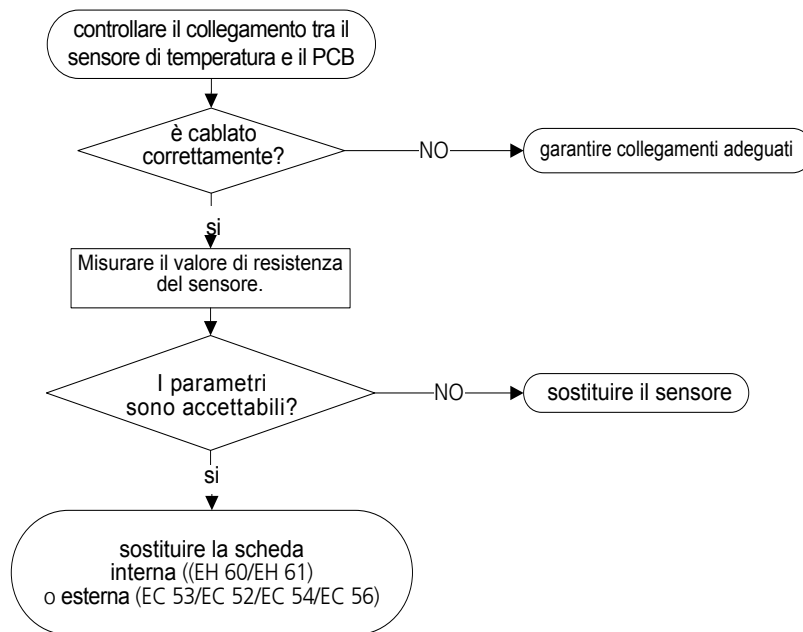 controllare il collegamento tra il
sensore di temperatura e il PCB
è cablato
correttamente?
NO
garantire collegamenti adeguati
si
Misurare il valore di resistenza
del sensore.
I parametri
sono accettabili?
NO
sostituire il sensore
si
sostituire la scheda
interna ((EH 60/EH 61)
o esterna (EC 53/EC 52/EC 54/EC 56)